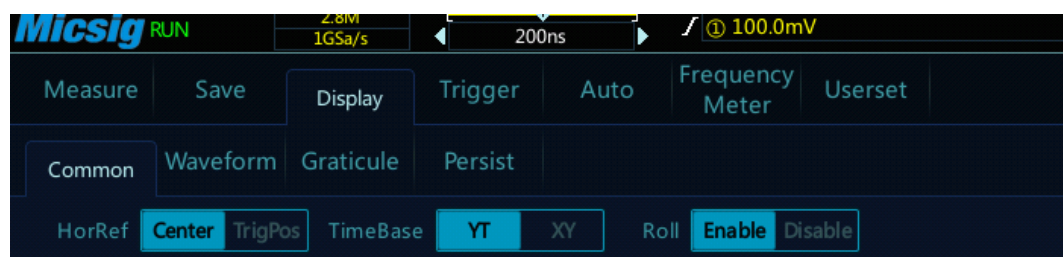 Micsig RUN 2.8M
1GSa/s 200ns ① 100.0mV
Measure Save Display Trigger Auto Frequency Meter Userset
Common Waveform Graticule Persist
HorRef Center TrigPos TimeBase YT XY Roll Enable Disable